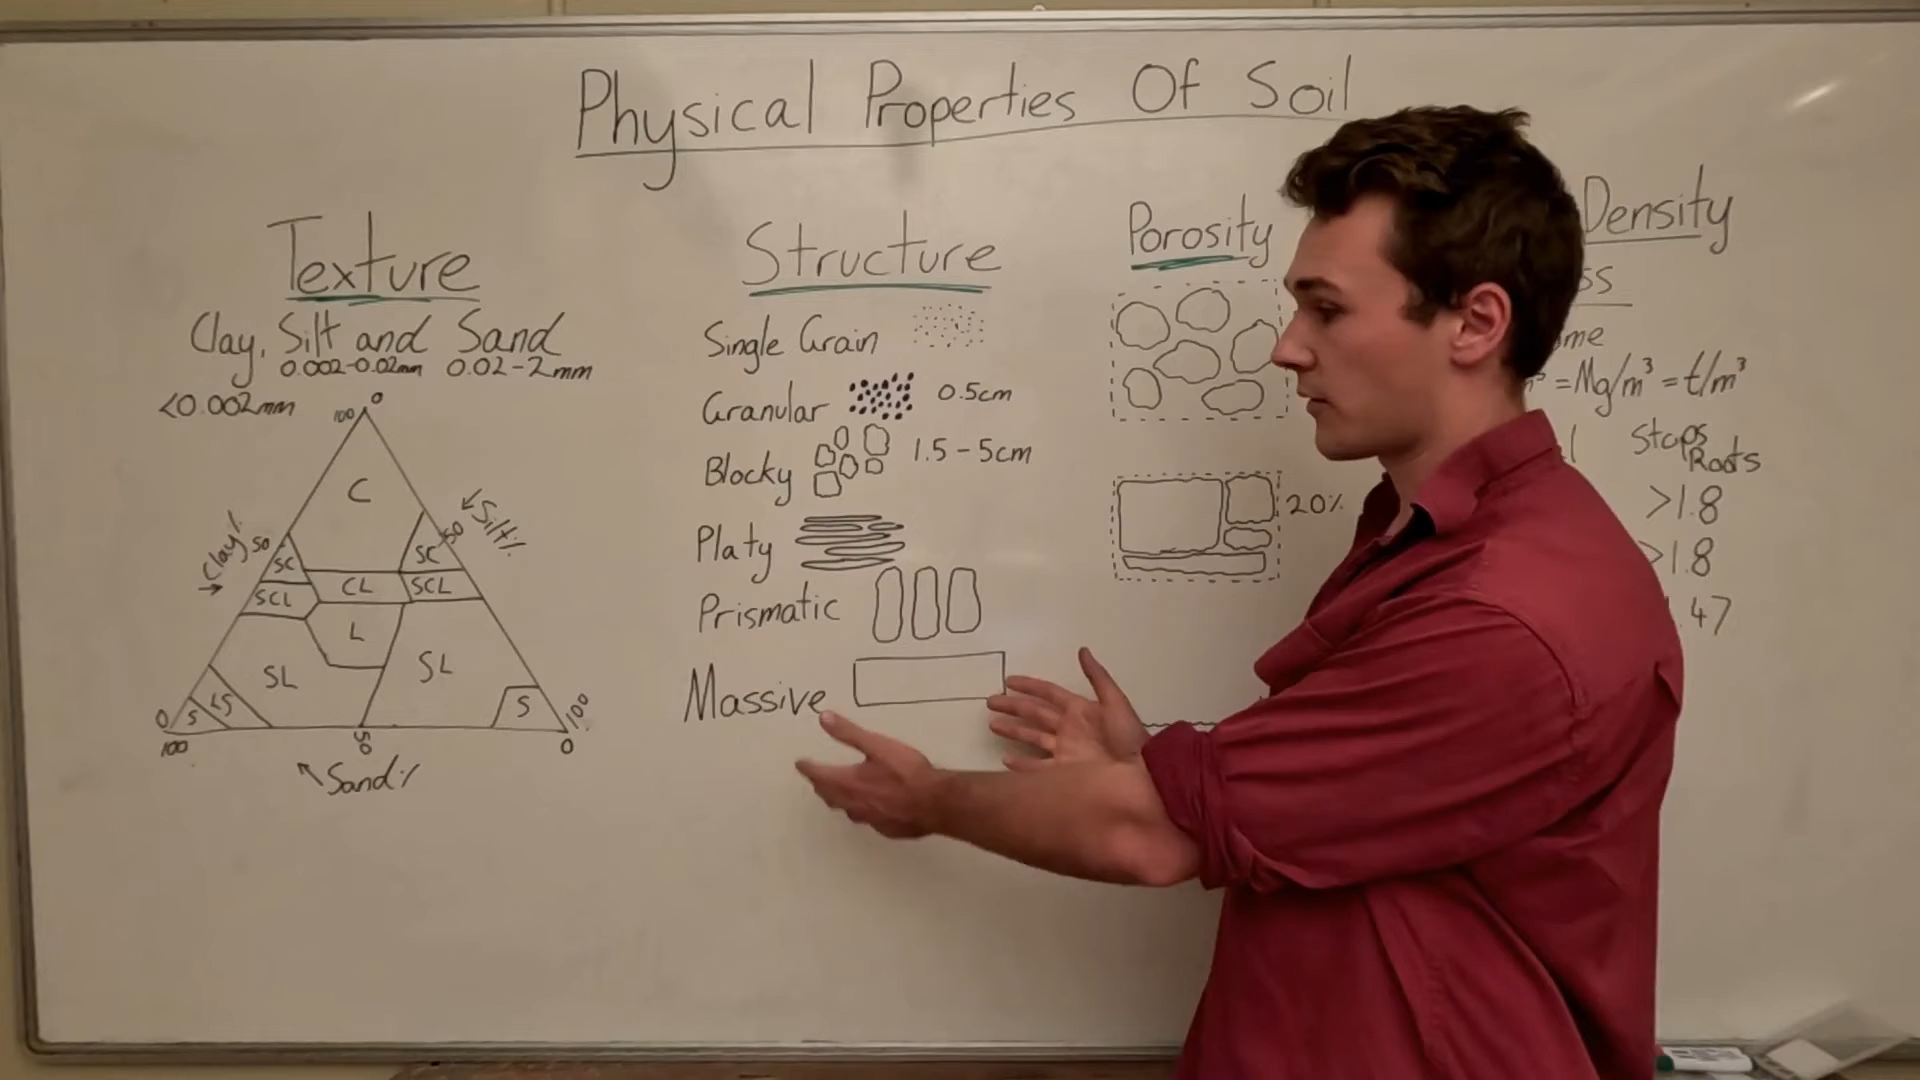 Physical Properties Of Soil
Texture
Clay, Silt and Sand
0.002-0.02mm 0.02-2mm
<0.002mm
100 0
C
→Clay%
50
50
←Silt%
SC
SC
SCL
CL
SCL
L
SL
SL
S
LS
S
0
100
50
100
0
↖Sand%
Structure
Single Grain
Granular 0.5cm
Blocky 1.5-5cm
Platy
Prismatic
Massive
Porosity
20%
Density
ss
me
=Mg/m³=t/m³
Stops
Roots
>1.8
>1.8
.47